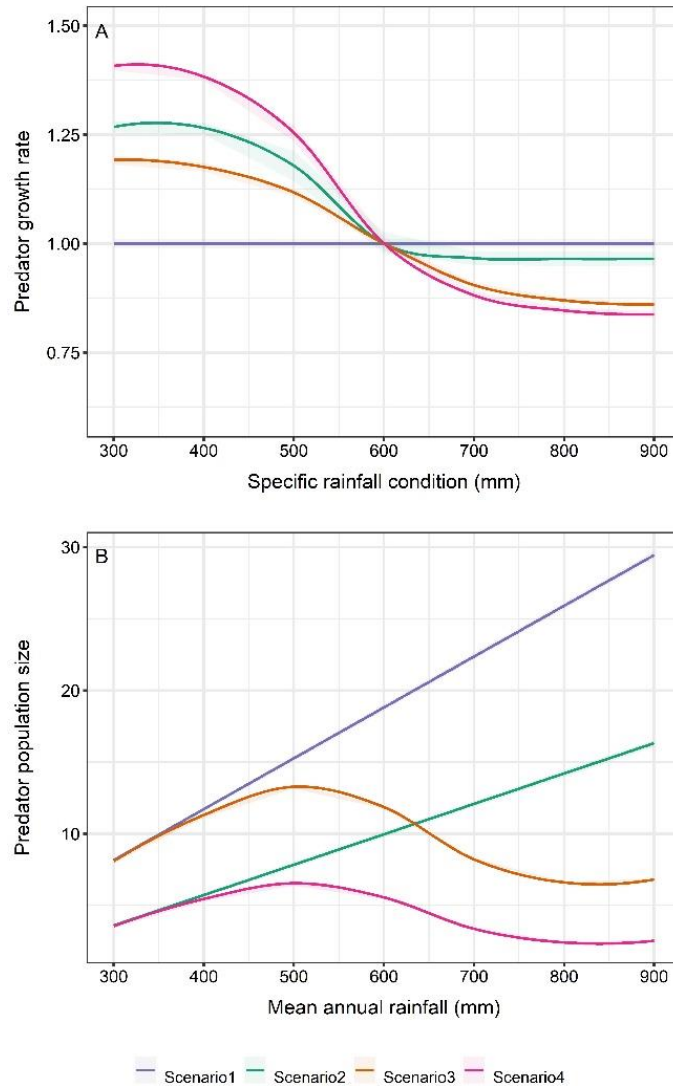 A
1.50
1.25
1.00
0.75
Predator growth rate
300 400 500 600 700 800 900
Specific rainfall condition (mm)
B
30
20
10
Predator population size
300 400 500 600 700 800 900
Mean annual rainfall (mm)
Scenario1 Scenario2 Scenario3 Scenario4